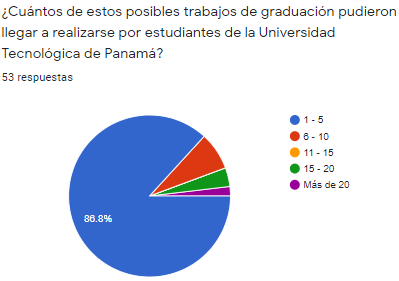 ¿Cuántos de estos posibles trabajos de graduación pudieron
llegar a realizarse por estudiantes de la Universidad
Tecnológica de Panamá?
53 respuestas
1 - 5
6 - 10
11 - 15
15 - 20
Más de 20
86.8%